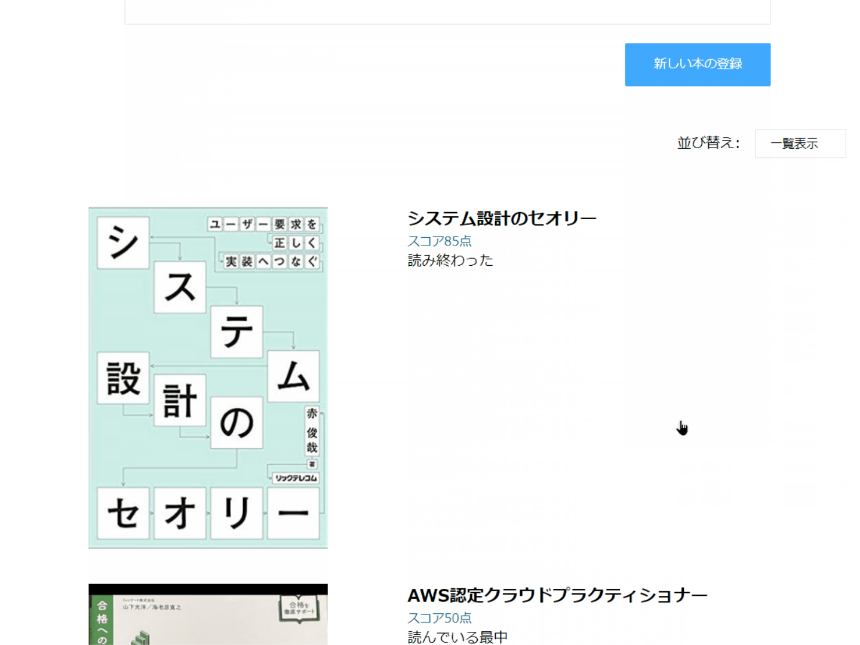 新しい本の登録
並び替え:
一覧表示
ユーザー要求を
正しく
実装へつなぐ
システム
設計の
セオリー
赤 俊哉
著
リックテレコム
システム設計のセオリー
スコア85点
読み終わった
合格への
山下光洋/海老原寛之
合格を
徹底サポート
AWS認定クラウドプラクティショナー
スコア50点
読んでいる最中